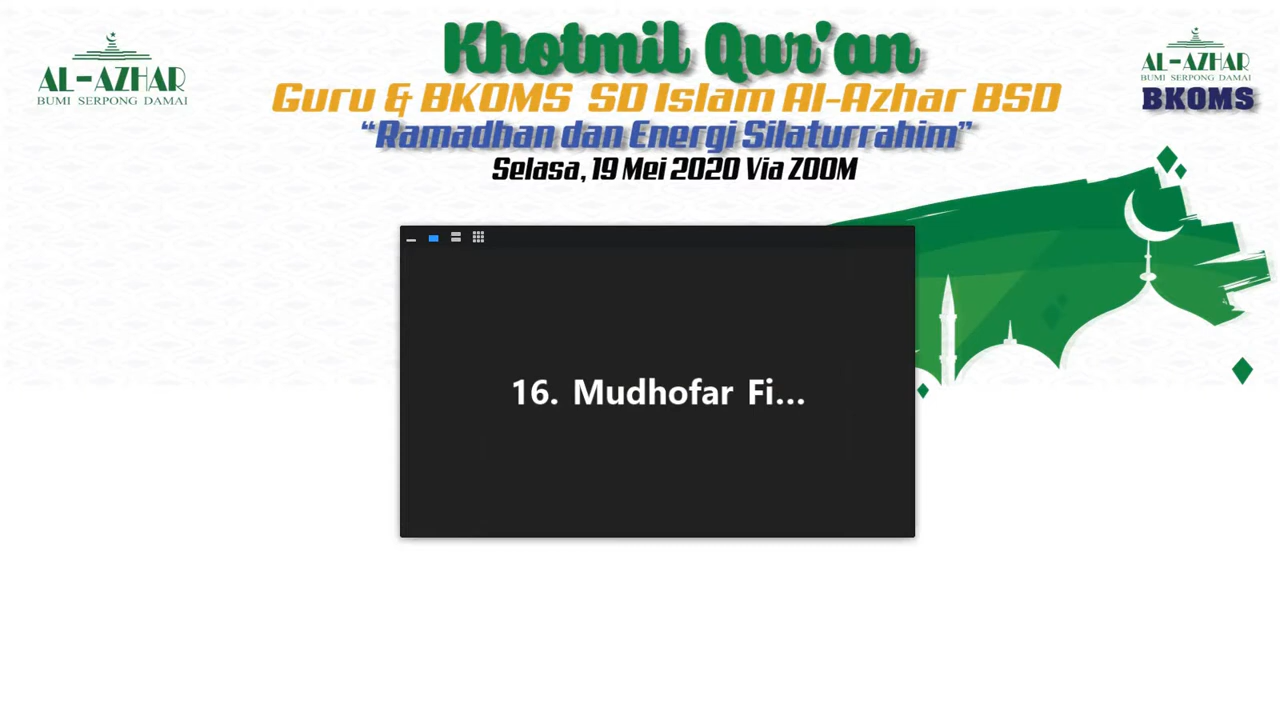 Khotmil Qur'an
Guru & BKOMS SD Islam Al-Azhar BSD
“Ramadhan dan Energi Silaturrahim”
Selasa, 19 Mei 2020 Via ZOOM
AL-AZHAR
BUMI SERPONG DAMAI
AL-AZHAR
BUMI SERPONG DAMAI
BKOMS
16. Mudhofar Fi...